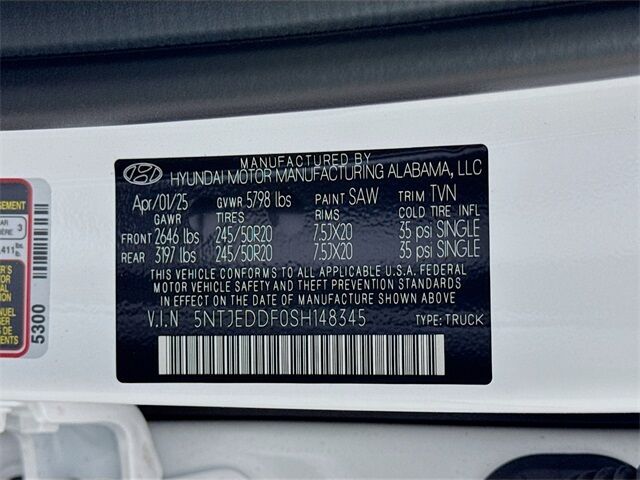 MANUFACTURED BY
HYUNDAI MOTOR MANUFACTURING ALABAMA, LLC
Apr/01/25 GVWR 5798 lbs PAINT SAW TRIM TVN
GAWR TIRES RIMS COLD TIRE INFL
FRONT 2646 lbs 245/50R20 7.5JX20 35 psi SINGLE
REAR 3197 lbs 245/50R20 7.5JX20 35 psi SINGLE
THIS VEHICLE CONFORMS TO ALL APPLICABLE U.S.A. FEDERAL
MOTOR VEHICLE SAFETY AND THEFT PREVENTION STANDARDS
IN EFFECT ON THE DATE OF MANUFACTURE SHOWN ABOVE.
V.I.N 5NTJEDDF0SH148345 TYPE: TRUCK
5300
3